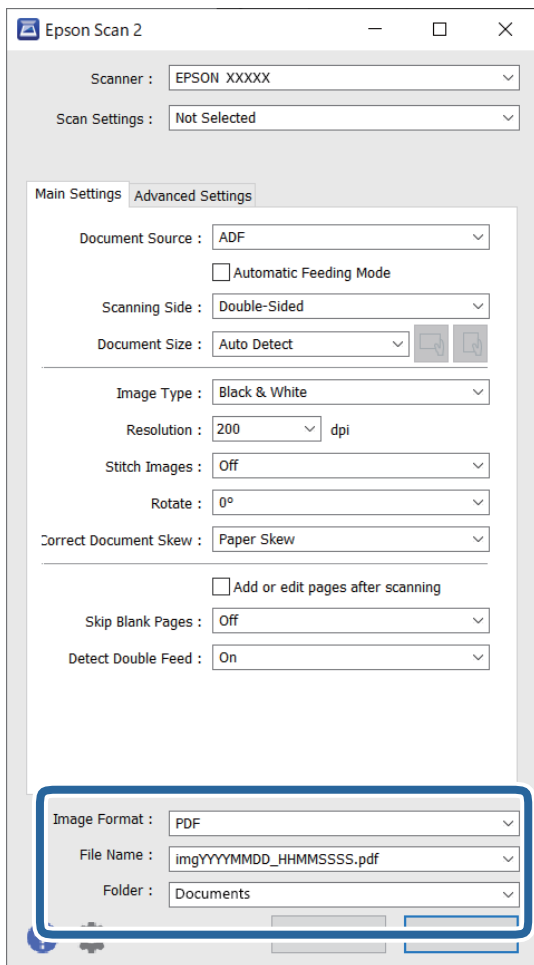 Epson Scan 2
Scanner : EPSON XXXXX
Scan Settings : Not Selected
Main Settings Advanced Settings
Document Source : ADF
Automatic Feeding Mode
Scanning Side : Double-Sided
Document Size : Auto Detect
Image Type : Black & White
Resolution : 200 dpi
Stitch Images : Off
Rotate : 0°
Correct Document Skew : Paper Skew
Add or edit pages after scanning
Skip Blank Pages : Off
Detect Double Feed : On
Image Format : PDF
File Name : imgYYYYMMDD_HHMMSSSS.pdf
Folder : Documents